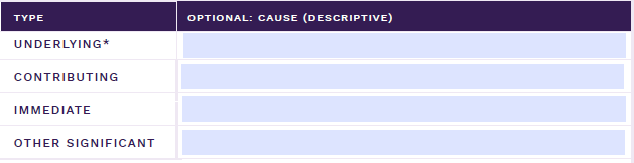 TYPE OPTIONAL: CAUSE (DESCRIPTIVE)
UNDERLYING*
CONTRIBUTING
IMMEDIATE
OTHER SIGNIFICANT